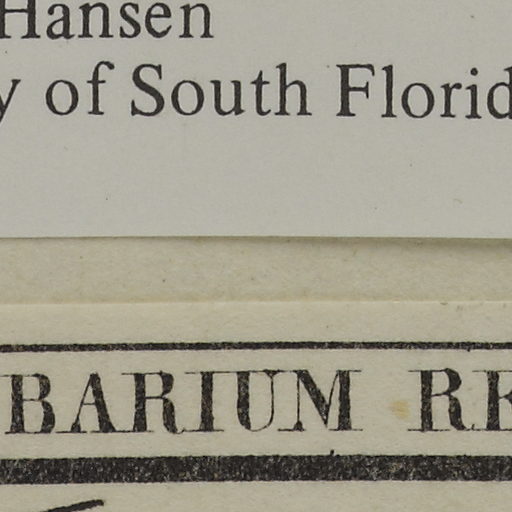 Hansen
y of South Florid
BARIUM RE